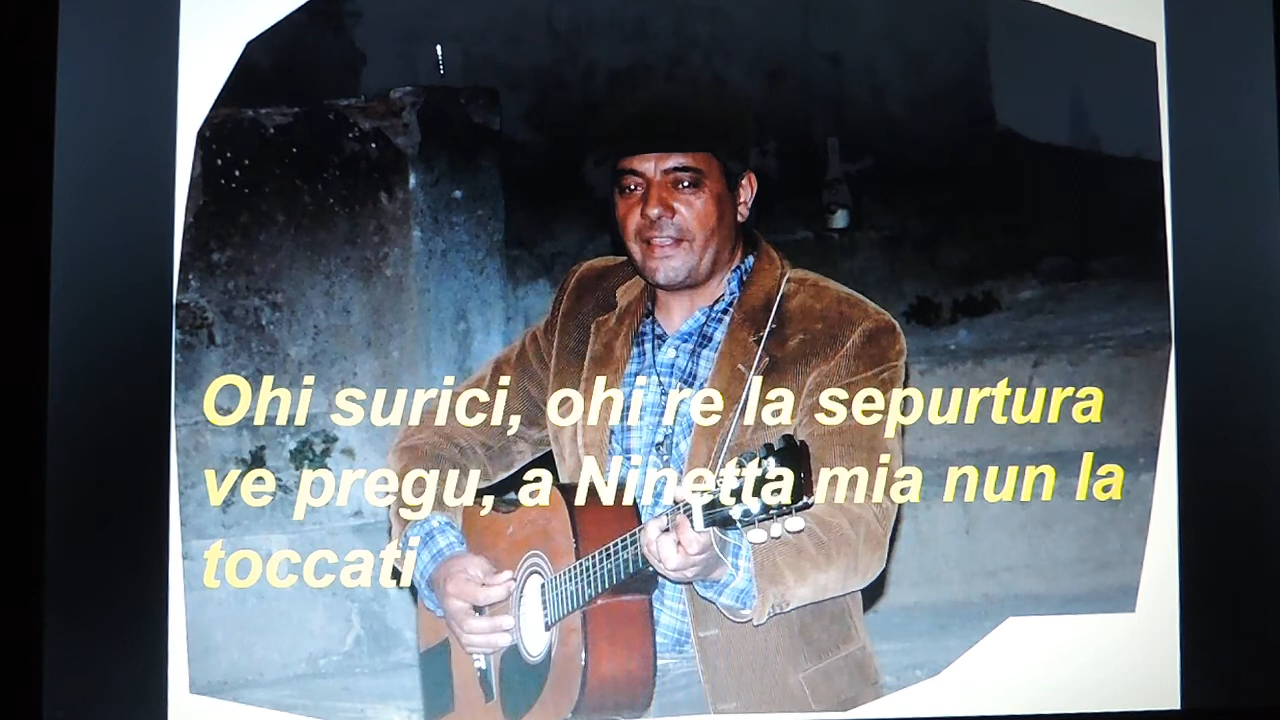 Ohi surici, ohi re la sepurtura
ve pregu, a Ninetta mia nun la
toccati